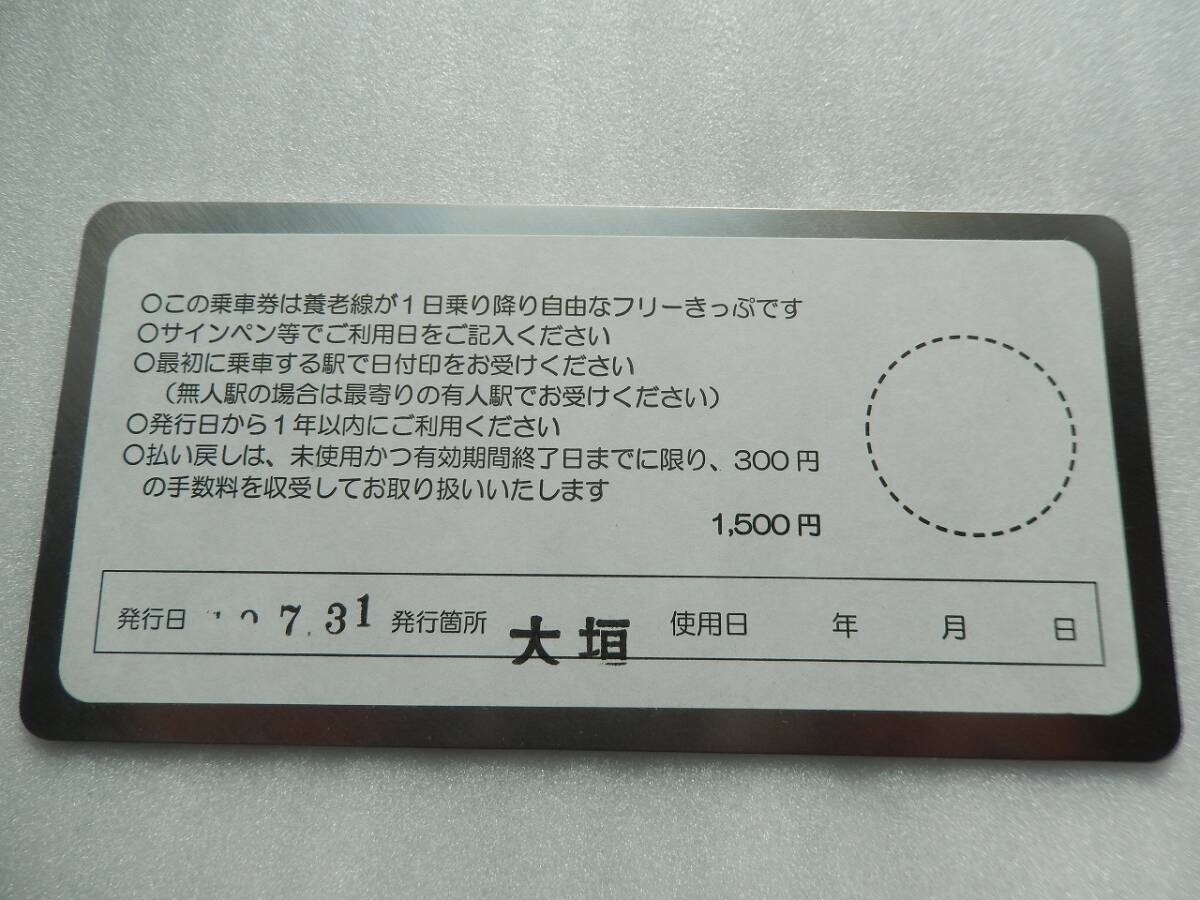 ○この乗車券は養老線が1日乗り降り自由なフリーきっぷです
○サインペン等でご利用日をご記入ください
○最初に乗車する駅で日付印をお受けください
(無人駅の場合は最寄りの有人駅でお受けください)
○発行日から1年以内にご利用ください
○払い戻しは、未使用かつ有効期間終了日までに限り、300円
の手数料を収受してお取り扱いいたします
1,500円
発行日 7.31 発行箇所 大垣 使用日 年 月 日